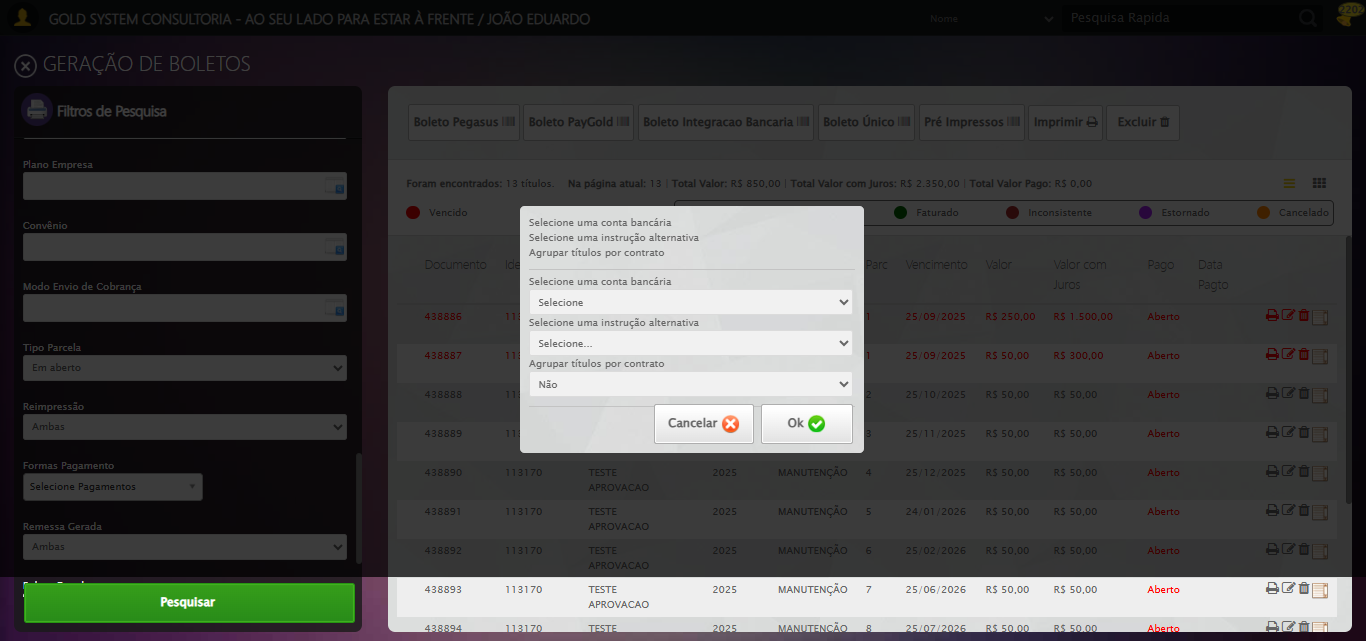 GOLD SYSTEM CONSULTORIA - AO SEU LADO PARA ESTAR À FRENTE / JOÃO EDUARDO
Nome
Pesquisa Rapida
2202
GERAÇÃO DE BOLETOS
Filtros de Pesquisa
Plano Empresa
Convênio
Modo Envio de Cobrança
Tipo Parcela
Em aberto
Reimpressão
Ambas
Formas Pagamento
Selecione Pagamentos
Remessa Gerada
Ambas
Pesquisar
Boleto Pegasus
Boleto PayGold
Boleto Integracao Bancaria
Boleto Único
Pré Impressos
Imprimir
Excluir
Foram encontrados: 13 títulos. Na página atual: 13 | Total Valor: R$ 850,00 | Total Valor com Juros: R$ 2.350,00 | Total Valor Pago: R$ 0,00
Vencido
Faturado
Inconsistente
Estornado
Cancelado
Selecione uma conta bancária
Selecione uma instrução alternativa
Agrupar títulos por contrato
Selecione uma conta bancária
Selecione
Selecione uma instrução alternativa
Selecione...
Agrupar títulos por contrato
Não
Cancelar
Ok
Documento Parc Vencimento Valor Valor com Juros Pago Data Pagto
438886 1 25/09/2025 R$ 250,00 R$ 1.500,00 Aberto
438887 1 25/09/2025 R$ 50,00 R$ 300,00 Aberto
438888 2 25/10/2025 R$ 50,00 R$ 50,00 Aberto
438889 3 25/11/2025 R$ 50,00 R$ 50,00 Aberto
438890 113170 TESTE APROVACAO 2025 MANUTENÇÃO 4 25/12/2025 R$ 50,00 R$ 50,00 Aberto
438891 113170 TESTE APROVACAO 2025 MANUTENÇÃO 5 24/01/2026 R$ 50,00 R$ 50,00 Aberto
438892 113170 TESTE APROVACAO 2025 MANUTENÇÃO 6 25/02/2026 R$ 50,00 R$ 50,00 Aberto
438893 113170 TESTE APROVACAO 2025 MANUTENÇÃO 7 25/06/2026 R$ 50,00 R$ 50,00 Aberto
438894 113170 TESTE 2025 MANUTENÇÃO 8 25/07/2026 R$ 50,00 R$ 50,00 Aberto